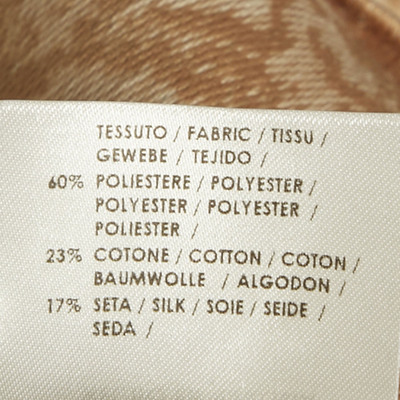 TESSUTO / FABRIC / TISSU /
GEWEBE / TEJIDO /
60% POLIESTERE / POLYESTER /
POLYESTER / POLYESTER /
POLIESTER /
23% COTONE / COTTON / COTON /
BAUMWOLLE / ALGODON /
17% SETA / SILK / SOIE / SEIDE /
SEDA /